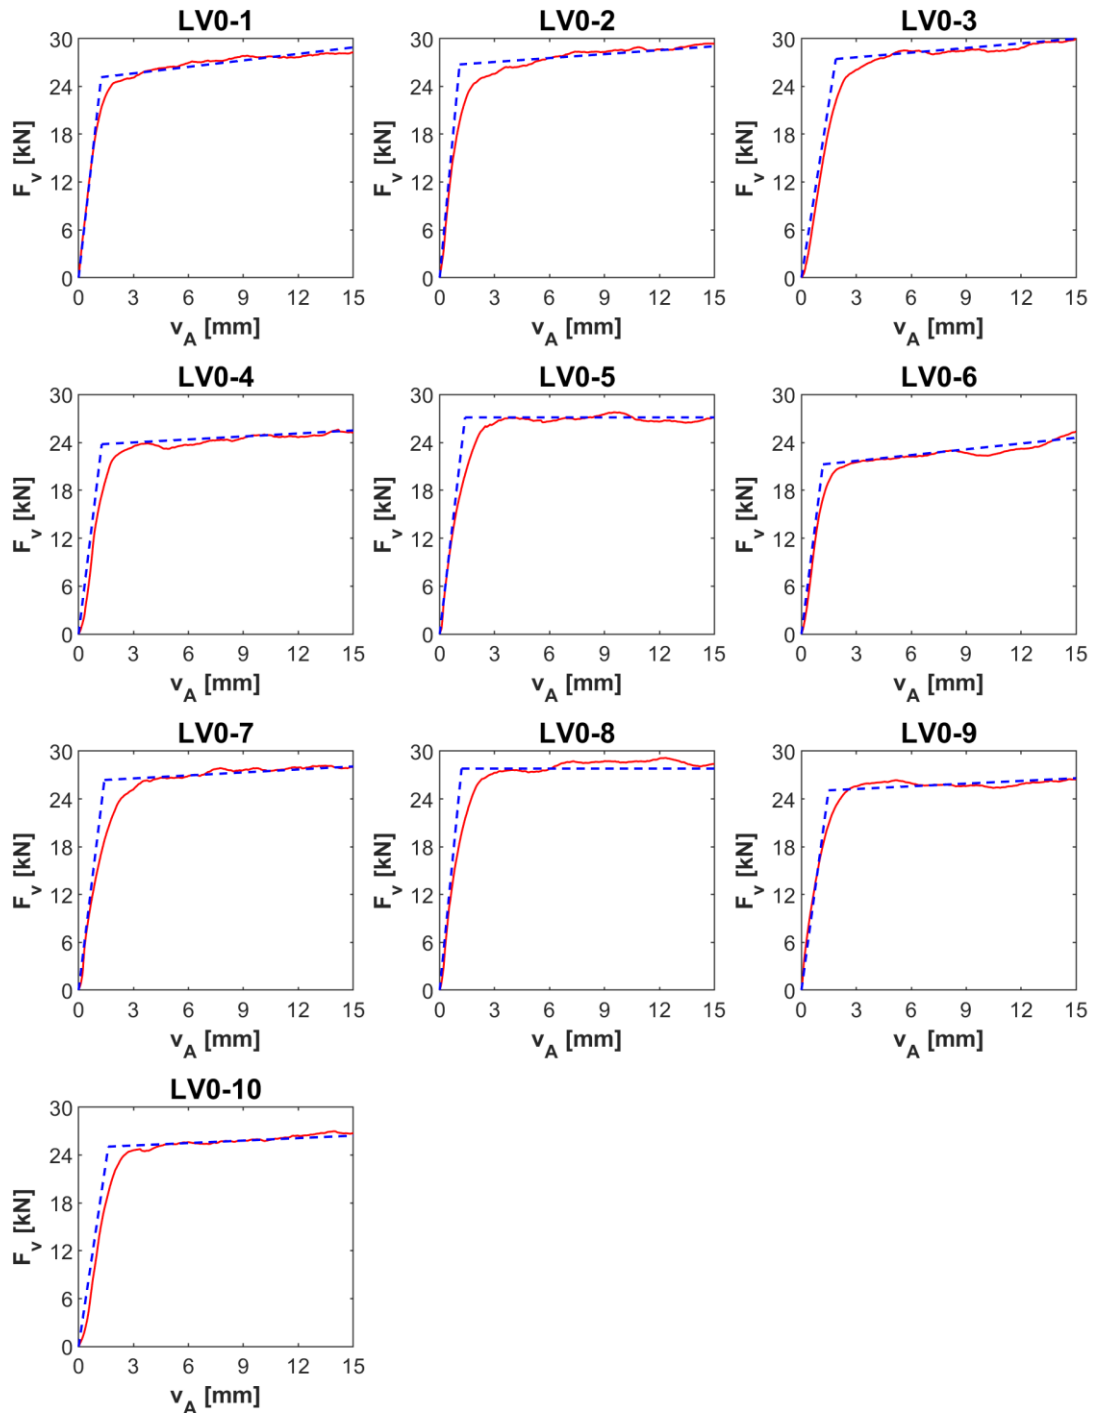 LV0-1 LV0-2 LV0-3
30 30 30
24 24 24
18 18 18
12 12 12
6 6 6
0 0 0
F_v [kN] F_v [kN] F_v [kN]
0 3 6 9 12 15 0 3 6 9 12 15 0 3 6 9 12 15
v_A [mm] v_A [mm] v_A [mm]
LV0-4 LV0-5 LV0-6
30 30 30
24 24 24
18 18 18
12 12 12
6 6 6
0 0 0
F_v [kN] F_v [kN] F_v [kN]
0 3 6 9 12 15 0 3 6 9 12 15 0 3 6 9 12 15
v_A [mm] v_A [mm] v_A [mm]
LV0-7 LV0-8 LV0-9
30 30 30
24 24 24
18 18 18
12 12 12
6 6 6
0 0 0
F_v [kN] F_v [kN] F_v [kN]
0 3 6 9 12 15 0 3 6 9 12 15 0 3 6 9 12 15
v_A [mm] v_A [mm] v_A [mm]
LV0-10
30
24
18
12
6
0
F_v [kN]
0 3 6 9 12 15
v_A [mm]